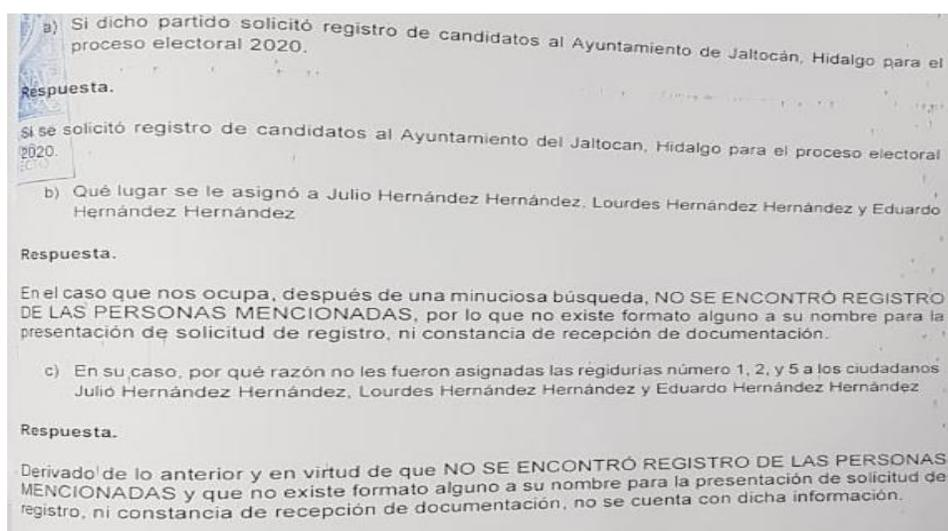 a) Si dicho partido solicitó registro de candidatos al Ayuntamiento de Jaltocán, Hidalgo para el
proceso electoral 2020.
Respuesta.
Si se solicitó registro de candidatos al Ayuntamiento del Jaltocan, Hidalgo para el proceso electoral
2020.
b) Qué lugar se le asignó a Julio Hernández Hernández, Lourdes Hernández Hernández y Eduardo
Hernández Hernández
Respuesta.
En el caso que nos ocupa, después de una minuciosa búsqueda, NO SE ENCONTRÓ REGISTRO
DE LAS PERSONAS MENCIONADAS, por lo que no existe formato alguno a su nombre para la
presentación de solicitud de registro, ni constancia de recepción de documentación.
c) En su caso, por qué razón no les fueron asignadas las regidurías número 1, 2, y 5 a los ciudadanos
Julio Hernández Hernández, Lourdes Hernández Hernández y Eduardo Hernández Hernández
Respuesta.
Derivado de lo anterior y en virtud de que NO SE ENCONTRÓ REGISTRO DE LAS PERSONAS
MENCIONADAS y que no existe formato alguno a su nombre para la presentación de solicitud de
registro, ni constancia de recepción de documentación, no se cuenta con dicha información.